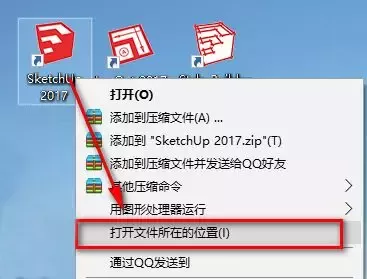 SketchUp
2017
打开(O)
添加到压缩文件(A) ...
添加到 "SketchUp 2017.zip"(T)
添加到压缩文件并发送给QQ好友
其他压缩命令
用图形处理器运行
打开文件所在的位置(I)
通过QQ发送到